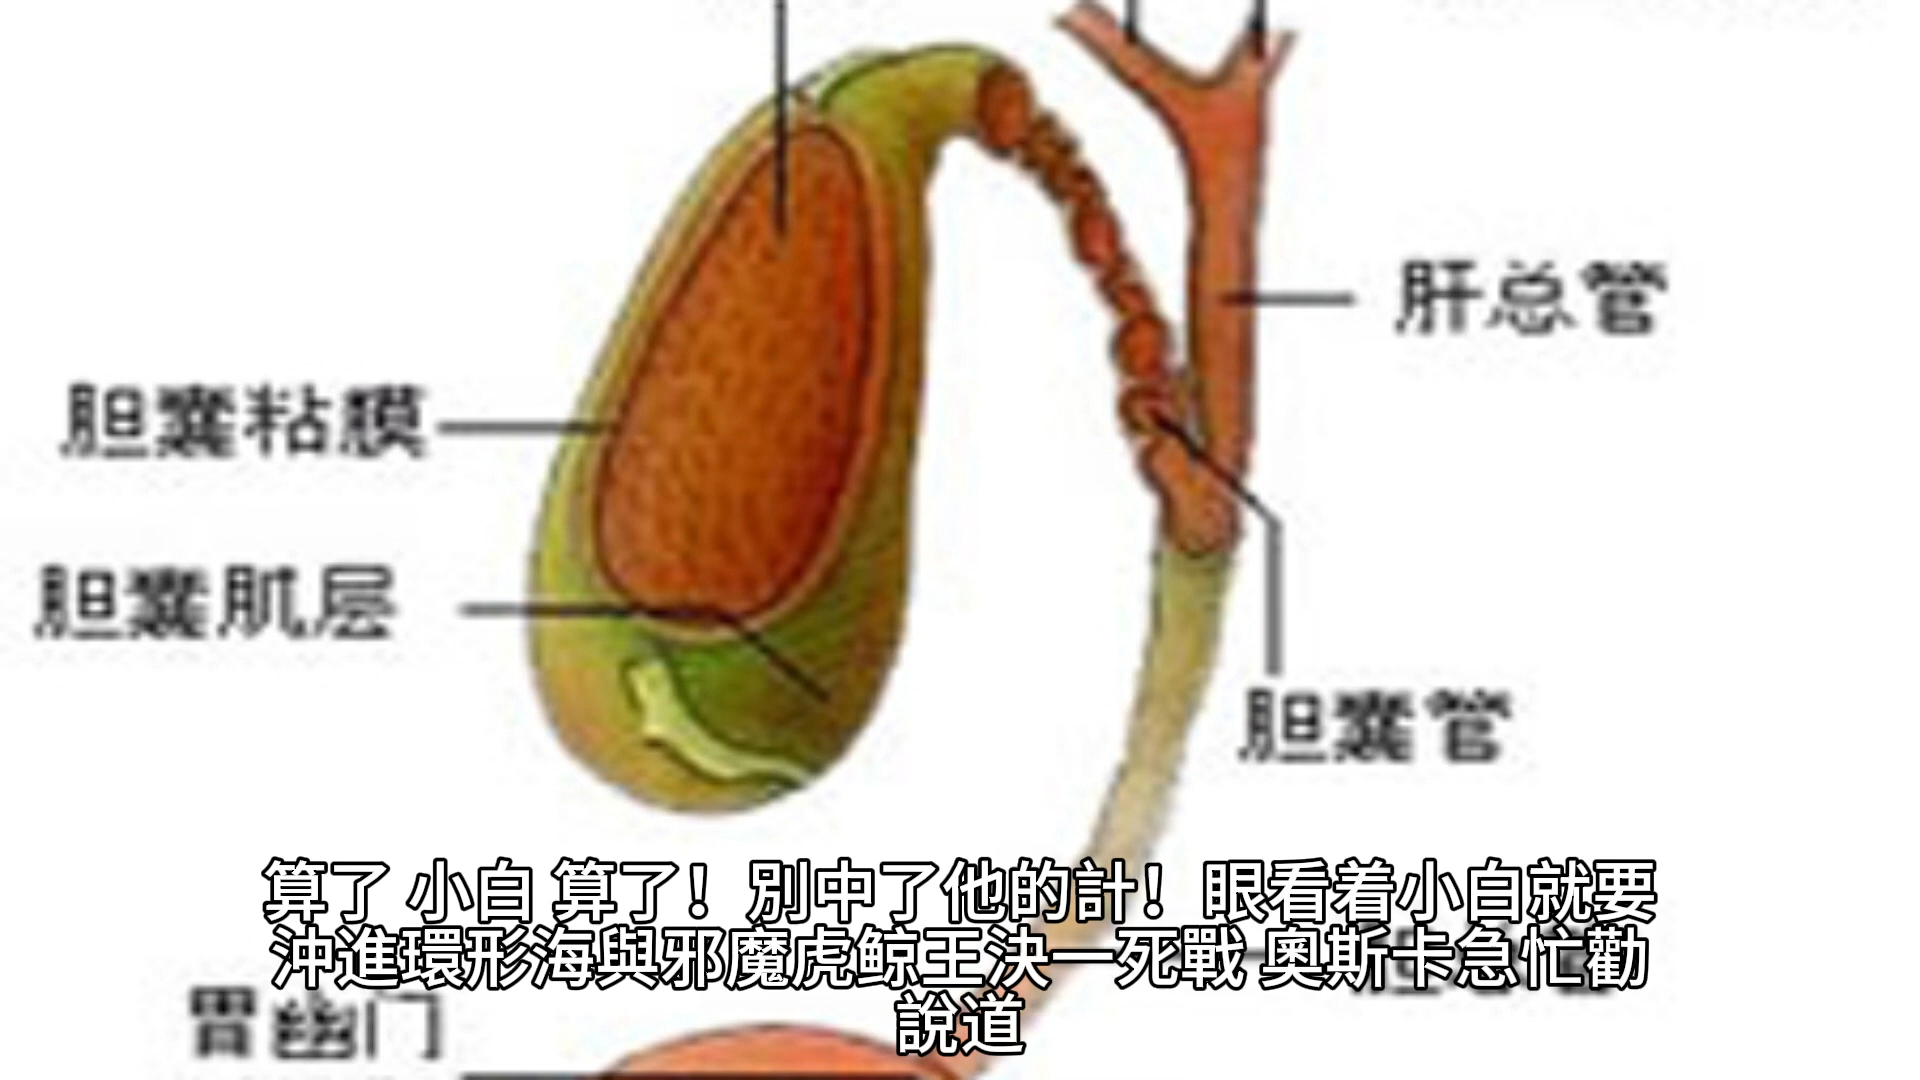 肝总管
胆囊粘膜
胆囊肌层
胆囊管
算了 小白 算了！別中了他的計！眼看着小白就要
沖進環形海與邪魔虎鲸王決一死戰 奧斯卡急忙勸
說道
胃幽门